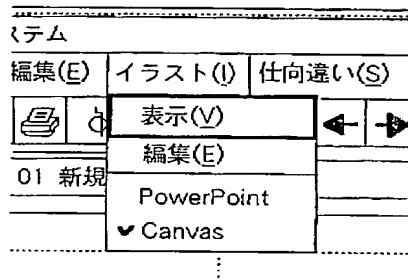 ステム
編集(E) イラスト(I) 仕向違い(S)
表示(V)
編集(E)
01 新規
PowerPoint
Canvas